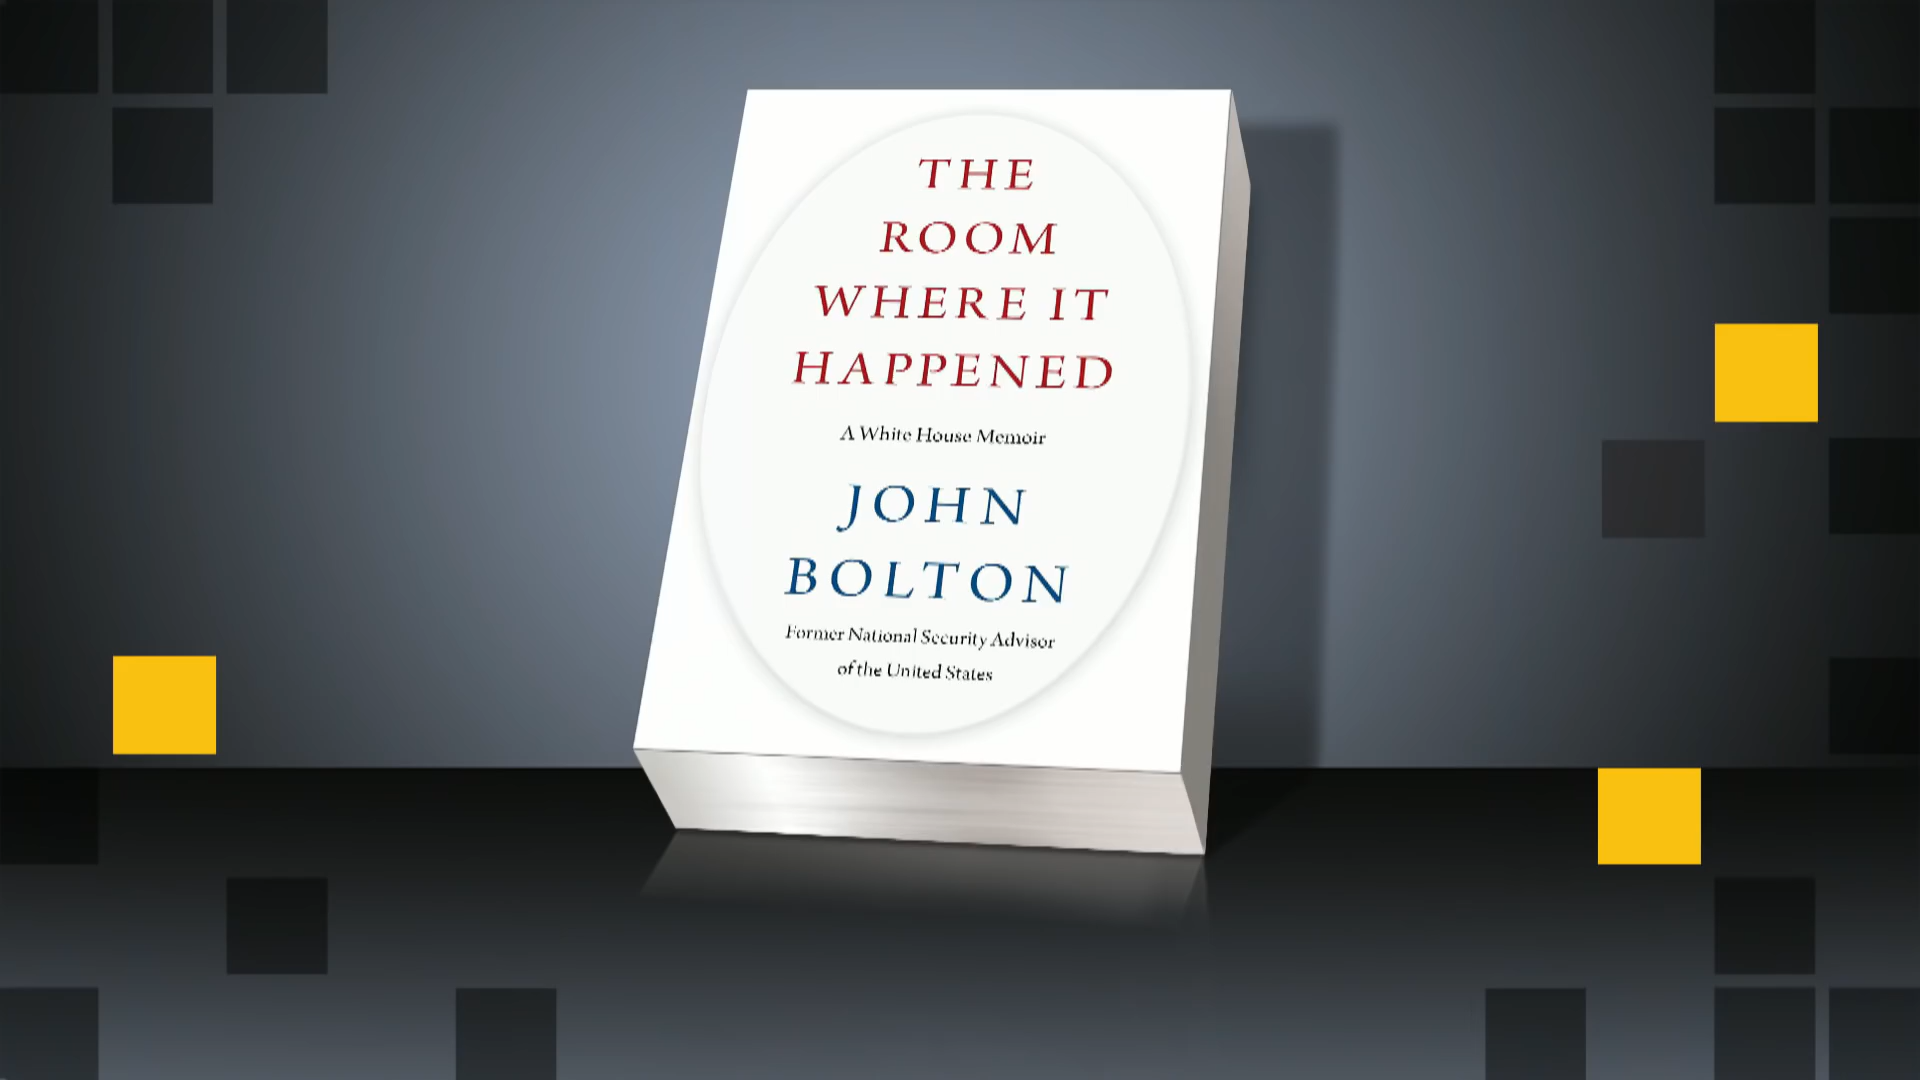 THE
ROOM
WHERE IT
HAPPENED
A White House Memoir
JOHN
BOLTON
Former National Security Advisor
of the United States